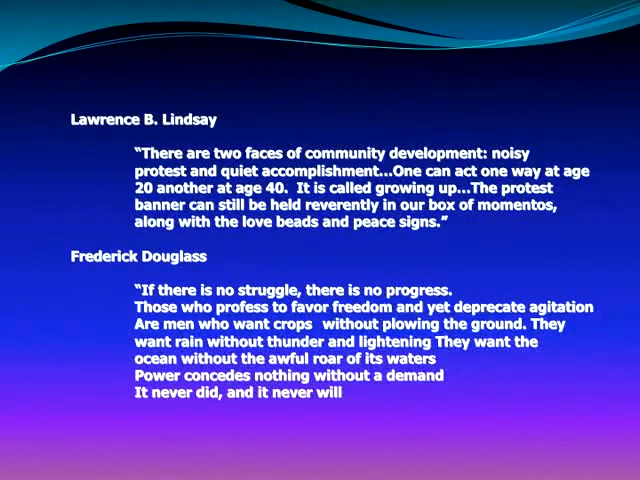 Lawrence B. Lindsay
“There are two faces of community development: noisy
protest and quiet accomplishment…One can act one way at age
20 another at age 40.  It is called growing up…The protest
banner can still be held reverently in our box of momentos,
along with the love beads and peace signs.”
Frederick Douglass
“If there is no struggle, there is no progress.
Those who profess to favor freedom and yet deprecate agitation
Are men who want crops  without plowing the ground. They
want rain without thunder and lightening They want the
ocean without the awful roar of its waters
Power concedes nothing without a demand
It never did, and it never will